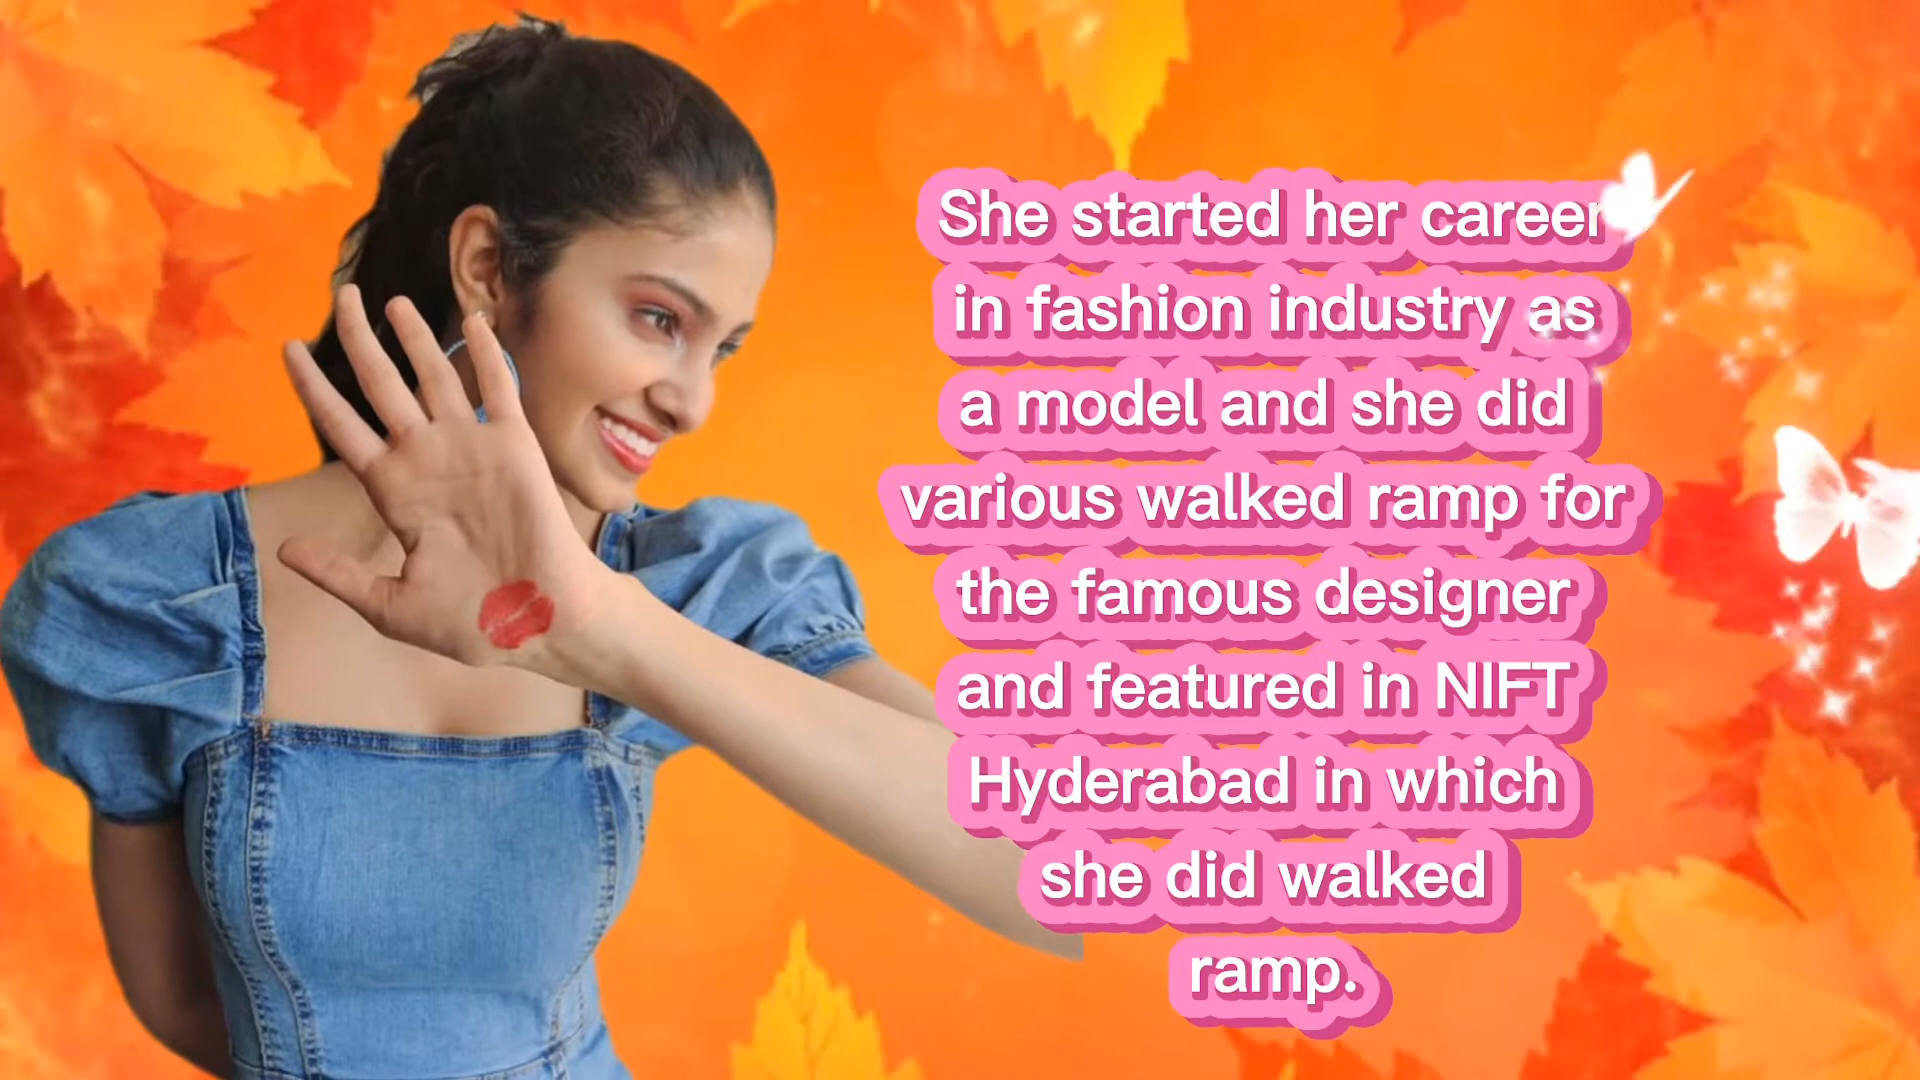 She started her career
in fashion industry as
a model and she did
various walked ramp for
the famous designer
and featured in NIFT
Hyderabad in which
she did walked
ramp.